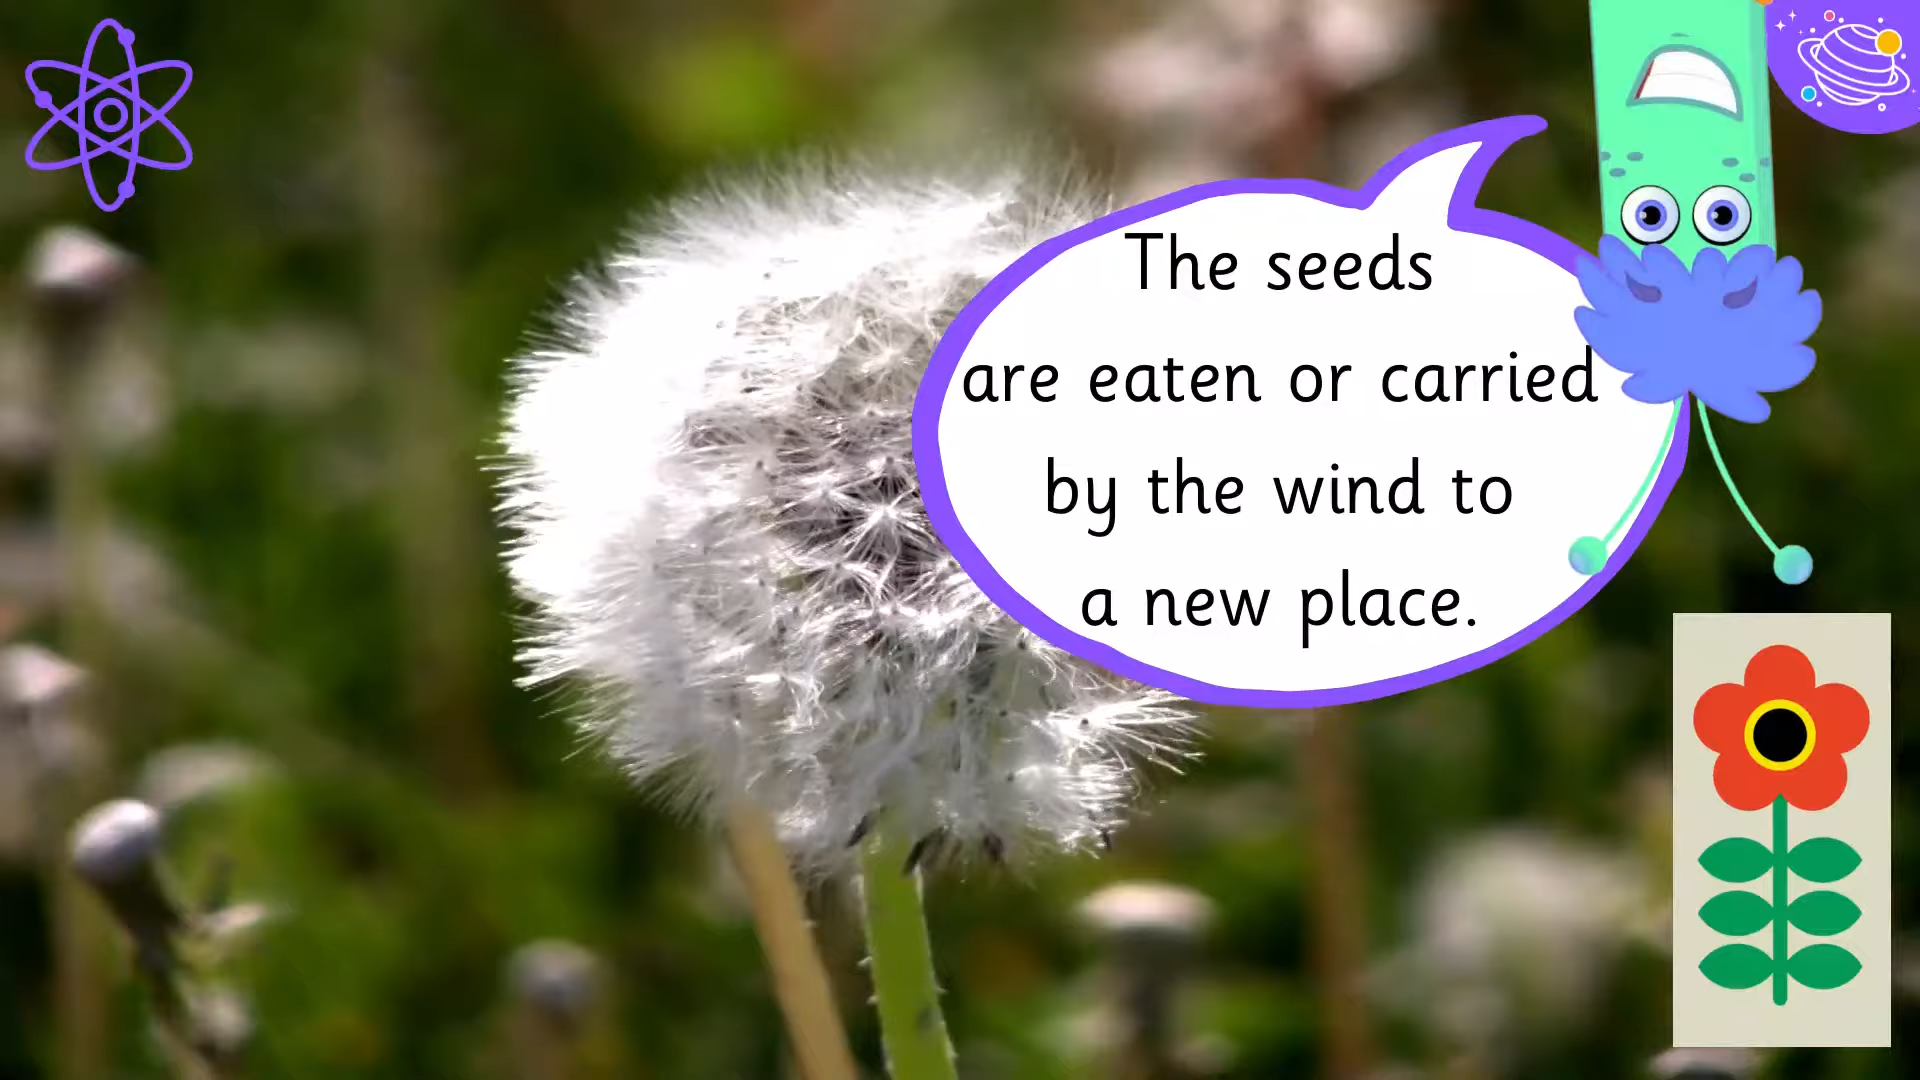 The seeds
are eaten or carried
by the wind to
a new place.